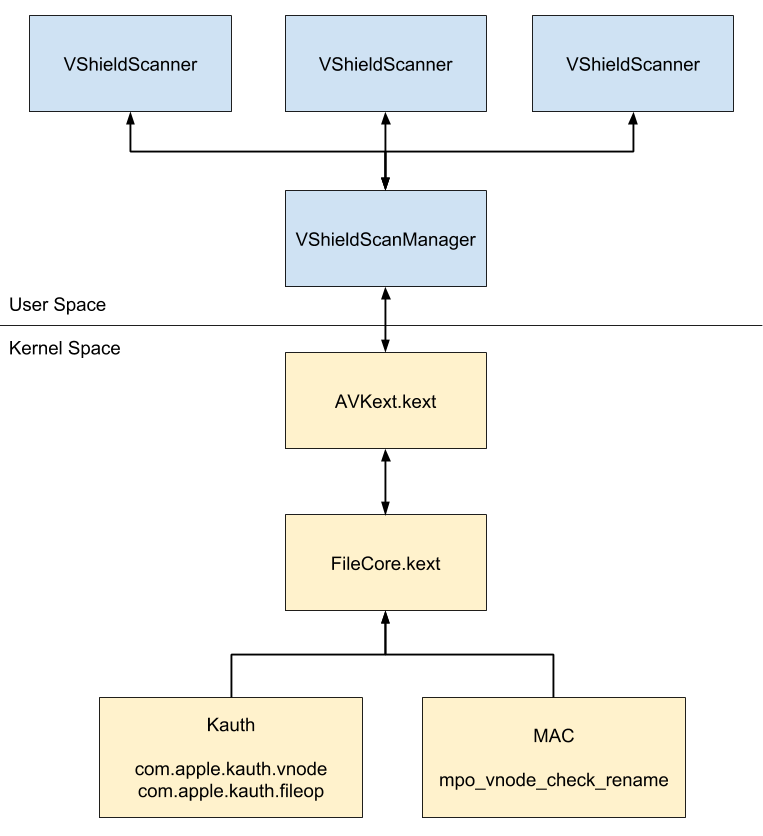 VShieldScanner
VShieldScanner
VShieldScanner
VShieldScanManager
User Space
Kernel Space
AVKext.kext
FileCore.kext
Kauth
com.apple.kauth.vnode
com.apple.kauth.fileop
MAC
mpo_vnode_check_rename